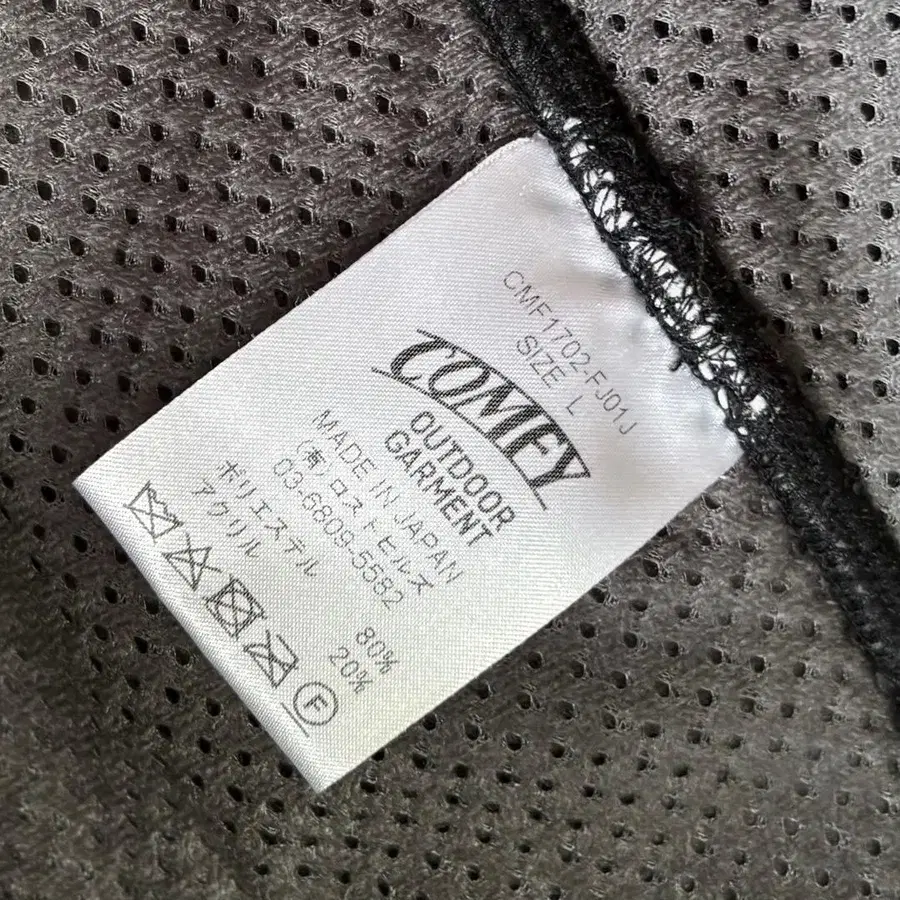 CMF1702-FJ01J
SIZE L
COMFY
OUTDOOR
GARMENT
MADE IN JAPAN
(有)ロストヒルズ
03-6809-5582
ポリエステル 80%
アクリル 20%
F